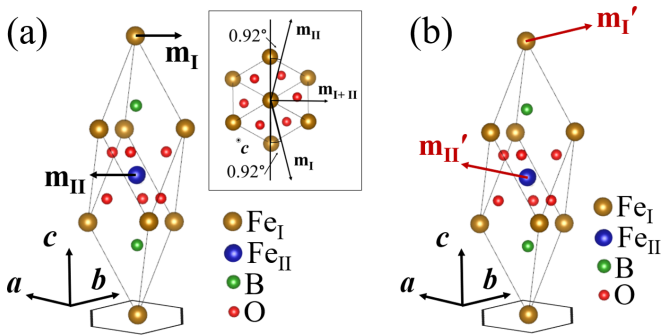 (a)
m_I
0.92°
m_II
m_I+II
c
0.92°
m_I
m_II
Fe_I
Fe_II
B
O
c
a
b
(b)
m_I′
m_II′
Fe_I
Fe_II
B
O
c
a
b